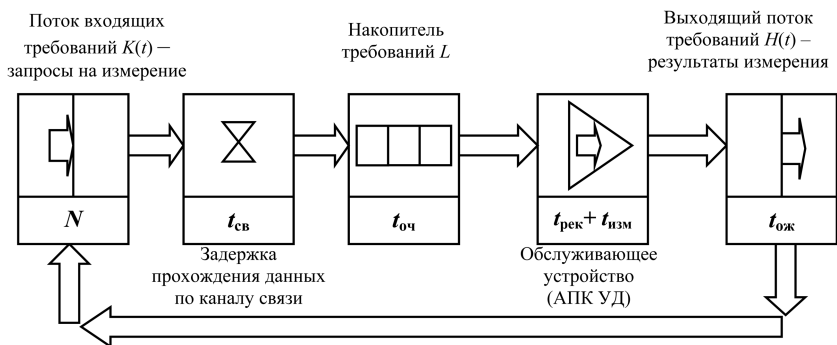 Поток входящих
требований K(t) –
запросы на измерение
Накопитель
требований L
Выходящий поток
требований H(t) –
результаты измерения
N
tсв
tоч
tрек+ tизм
tож
Задержка
прохождения данных
по каналу связи
Обслуживающее
устройство
(АПК УД)